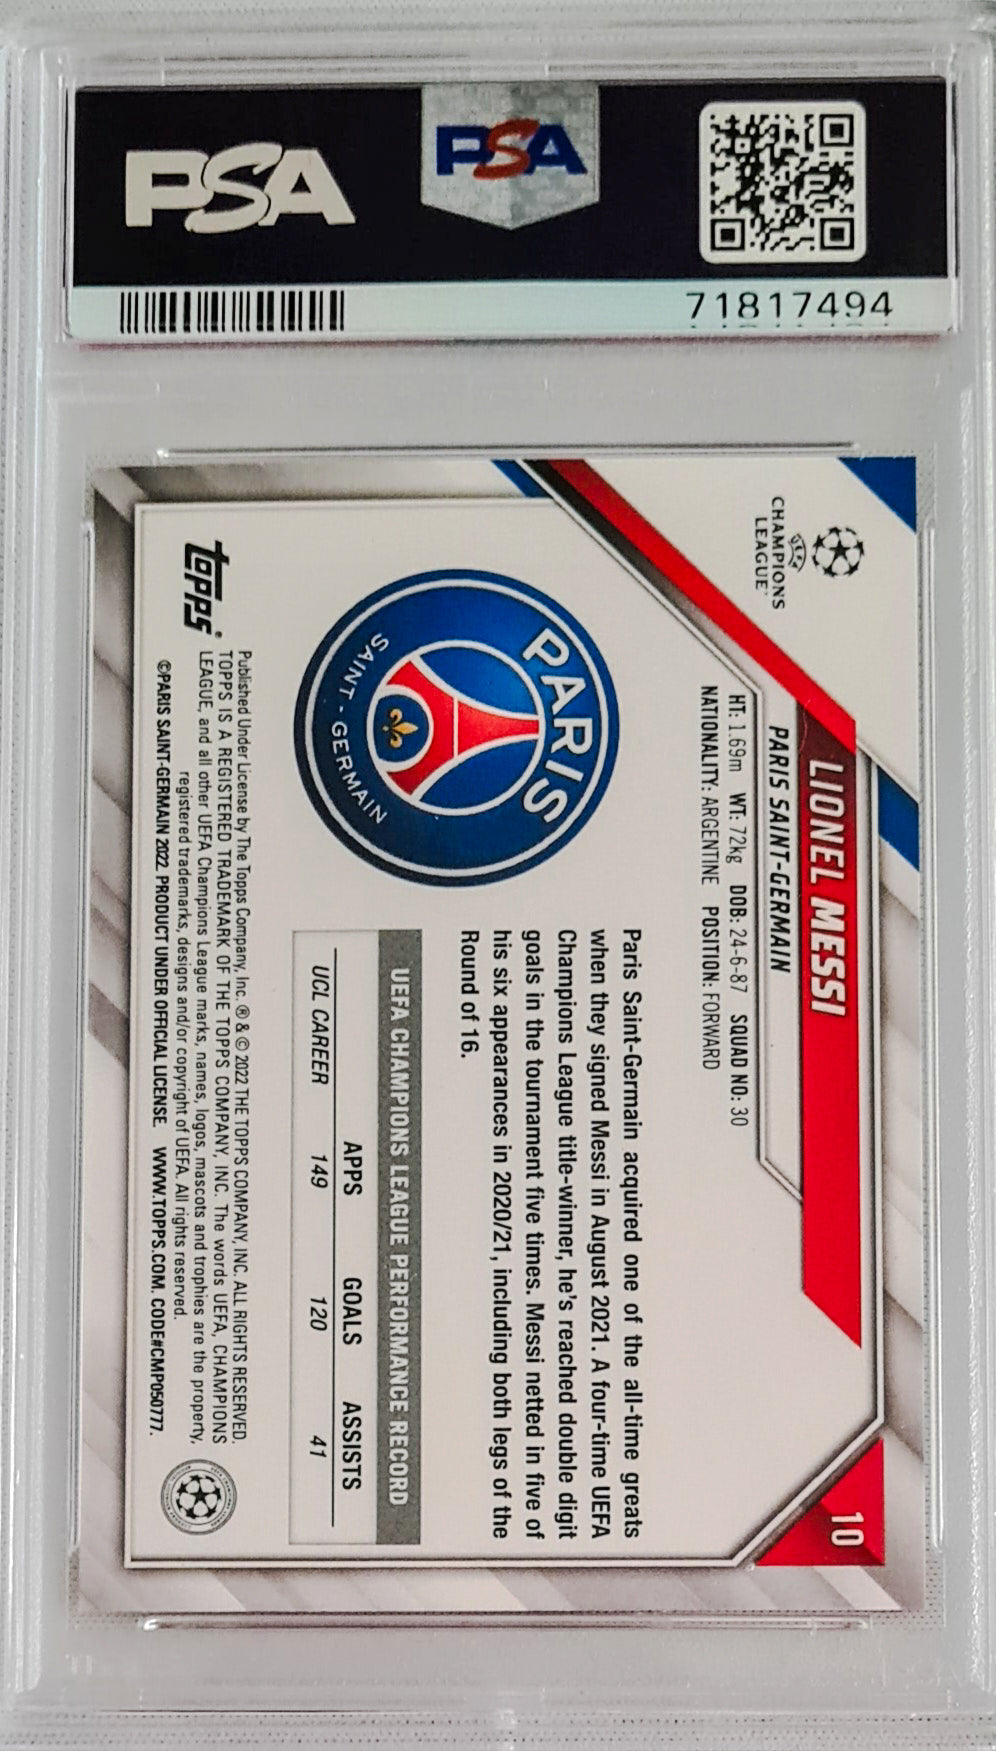 PSA
PSA
71817494
UEFA
CHAMPIONS
LEAGUE
LIONEL MESSI
PARIS SAINT-GERMAIN
HT: 1.69m WT: 72kg DOB: 24-6-87 SQUAD NO: 30
NATIONALITY: ARGENTINE POSITION: FORWARD
10
PARIS
SAINT-GERMAIN
Paris Saint-Germain acquired one of the all-time greats
when they signed Messi in August 2021. A four-time UEFA
Champions League title-winner, he's reached double digit
goals in the tournament five times. Messi netted in five of
his six appearances in 2020/21, including both legs of the
Round of 16.
UEFA CHAMPIONS LEAGUE PERFORMANCE RECORD
APPS GOALS ASSISTS
UCL CAREER 149 120 41
topps
Published Under License by The Topps Company, Inc. ® & © 2022 THE TOPPS COMPANY, INC. ALL RIGHTS RESERVED.
TOPPS IS A REGISTERED TRADEMARK OF THE TOPPS COMPANY, INC. The words UEFA, CHAMPIONS
LEAGUE, and all other UEFA Champions League marks, names, logos, mascots and trophies are the property,
registered trademarks, designs and/or copyright of UEFA. All rights reserved.
©PARIS SAINT-GERMAIN 2022. PRODUCT UNDER OFFICIAL LICENSE. WWW.TOPPS.COM. CODE#CMP050777.